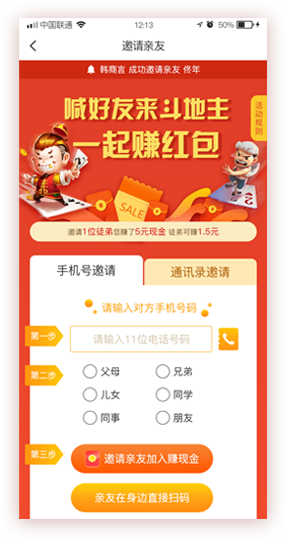 中国联通
12:13
50%
邀请亲友
韩商言 成功邀请亲友 佟年
喊好友来斗地主
一起赚红包
活动规则
SALE
邀请1位徒弟您赚了5元现金 徒弟可赚1.5元
手机号邀请
通讯录邀请
请输入对方手机号码
第一步
请输入11位电话号码
第二步
父母
兄弟
儿女
同学
同事
朋友
第三步
邀请亲友加入赚现金
亲友在身边直接扫码